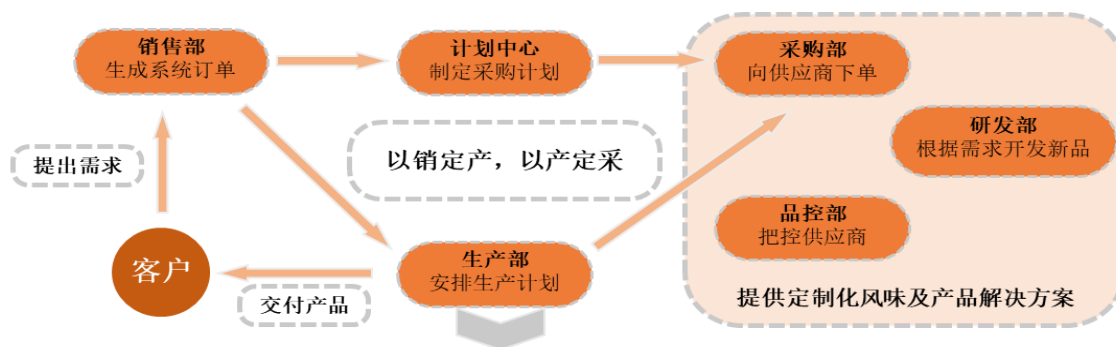 销售部
生成系统订单
计划中心
制定采购计划
采购部
向供应商下单
研发部
根据需求开发新品
提出需求
以销定产，以产定采
品控部
把控供应商
客户
生产部
安排生产计划
交付产品
提供定制化风味及产品解决方案